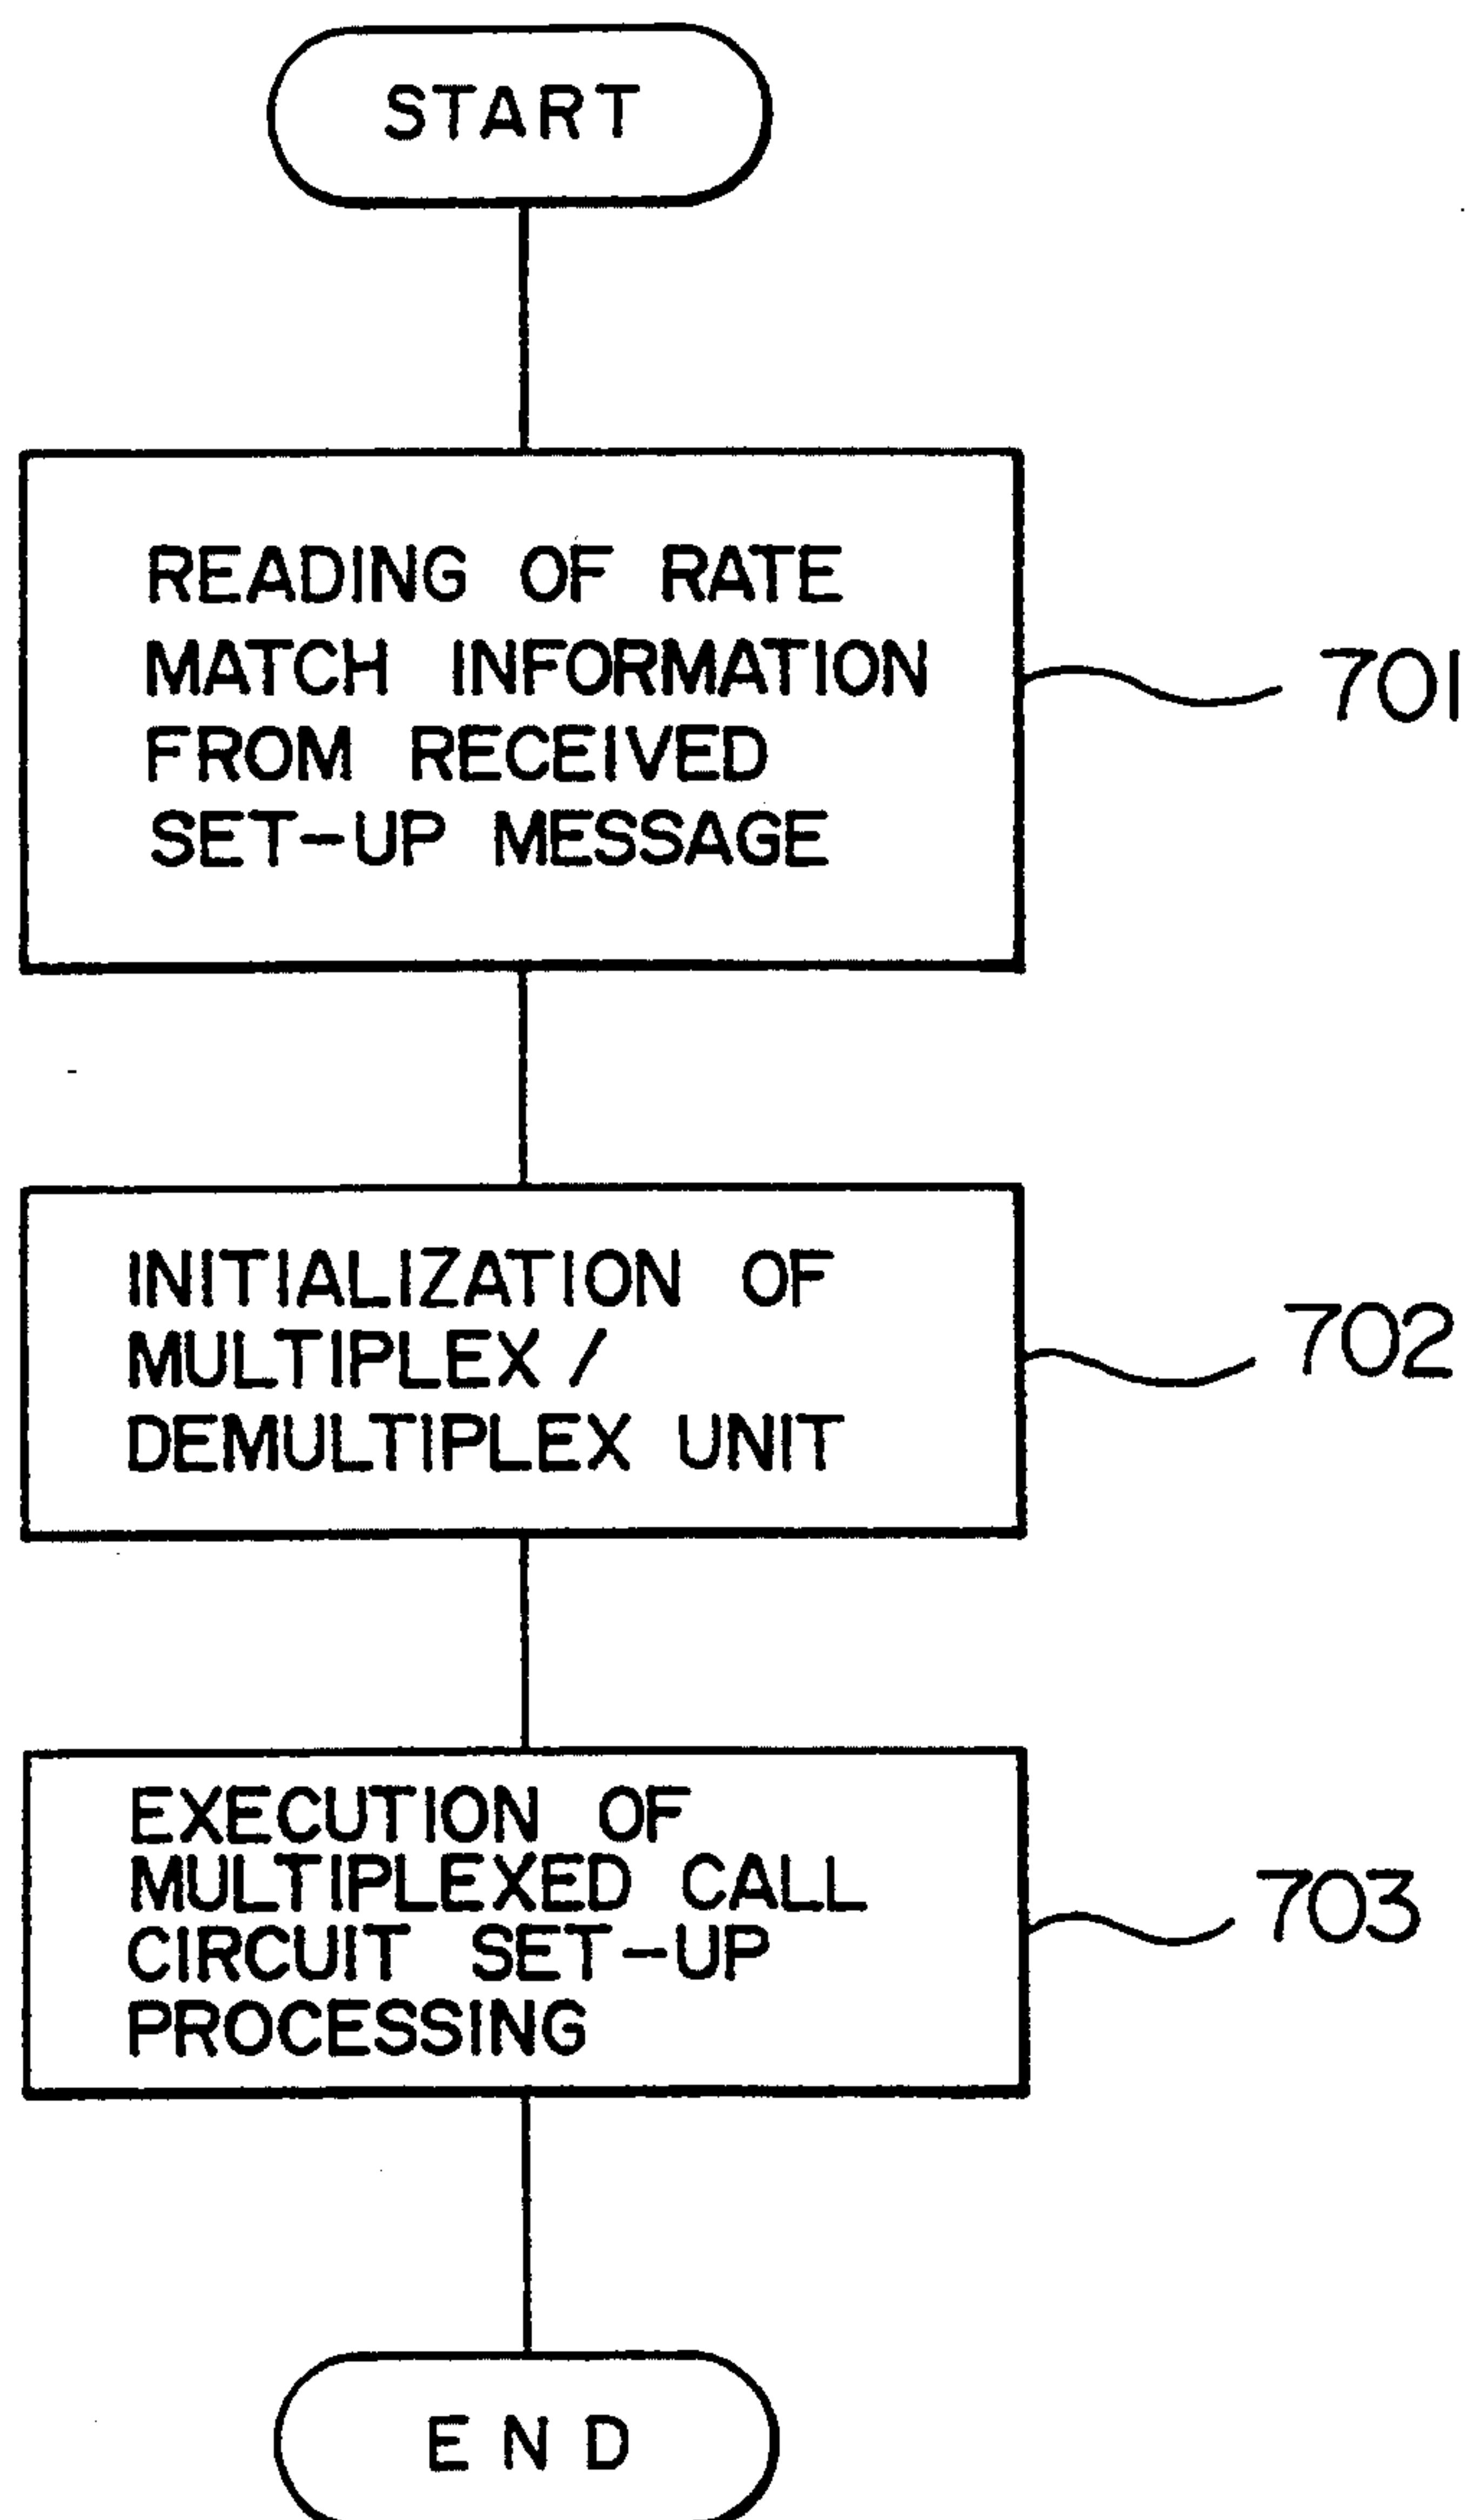 START
READING OF RATE
MATCH INFORMATION
FROM RECEIVED
SET-UP MESSAGE
701
INITIALIZATION OF
MULTIPLEX /
DEMULTIPLEX UNIT
702
EXECUTION OF
MULTIPLEXED CALL
CIRCUIT SET-UP
PROCESSING
703
END